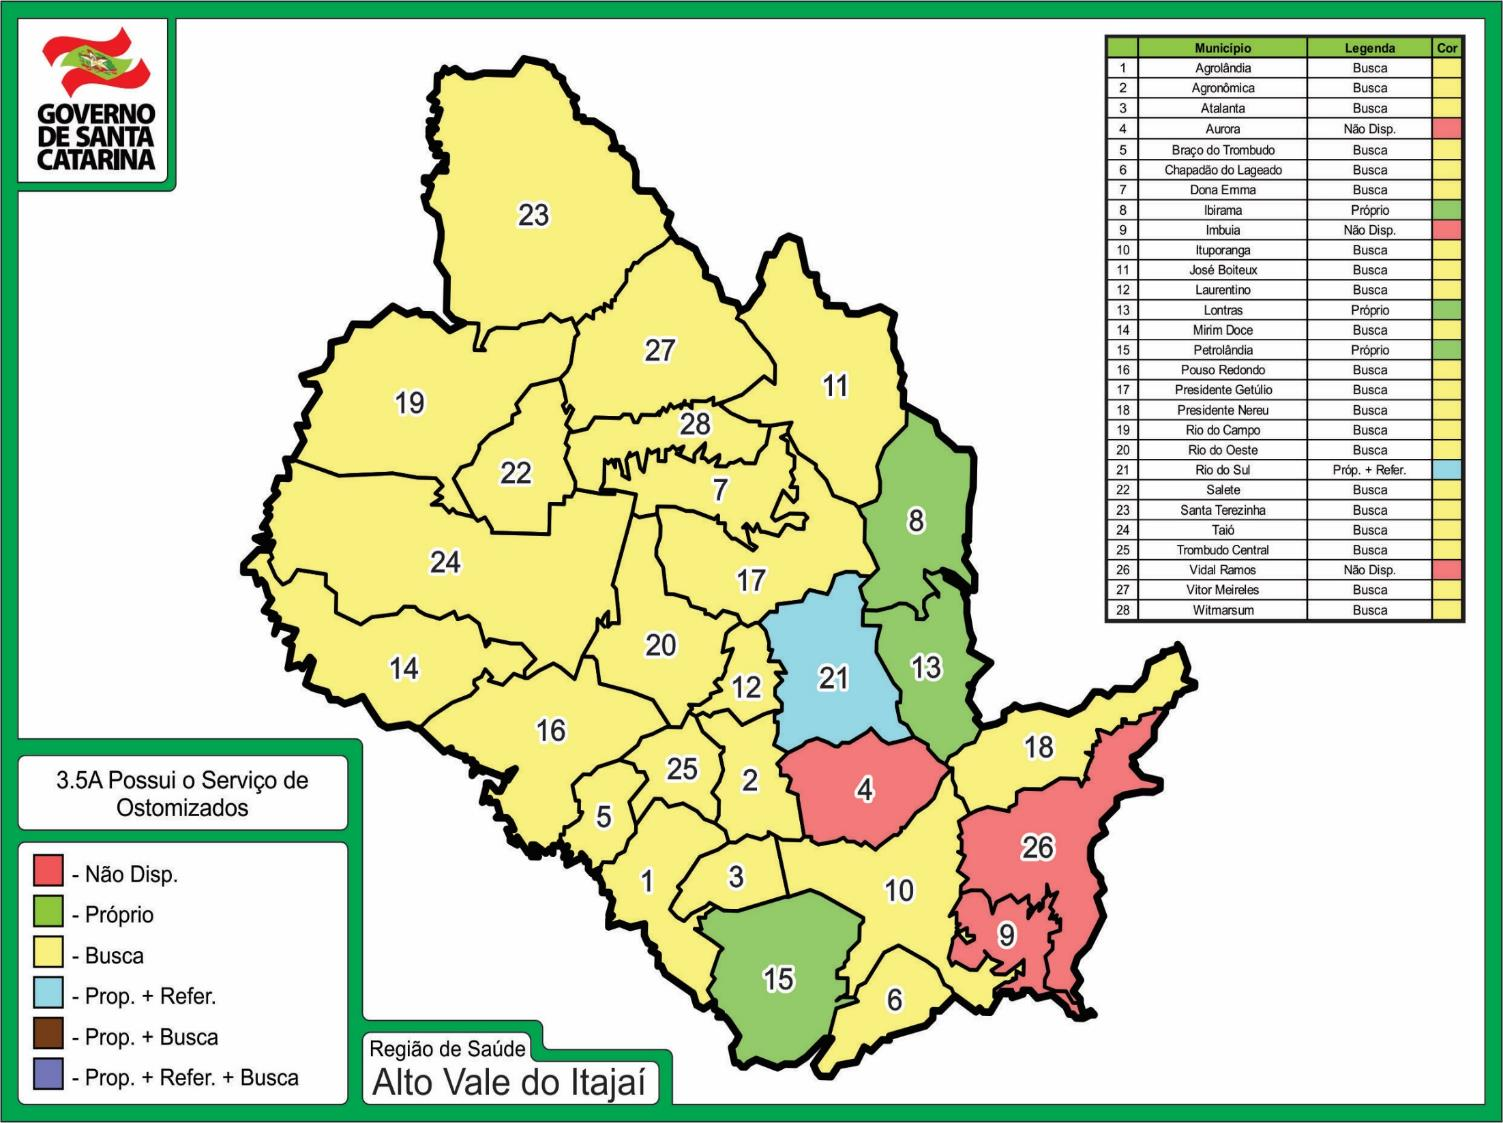 GOVERNO
DE SANTA
CATARINA
Município Legenda Cor
1 Agrolândia Busca
2 Agronômica Busca
3 Atalanta Busca
4 Aurora Não Disp.
5 Braço do Trombudo Busca
6 Chapadão do Lageado Busca
7 Dona Emma Busca
8 Ibirama Próprio
9 Imbuia Não Disp.
10 Ituporanga Busca
11 José Boiteux Busca
12 Laurentino Busca
13 Lontras Próprio
14 Mirim Doce Busca
15 Petrolândia Próprio
16 Pouso Redondo Busca
17 Presidente Getúlio Busca
18 Presidente Nereu Busca
19 Rio do Campo Busca
20 Rio do Oeste Busca
21 Rio do Sul Próp. + Refer.
22 Salete Busca
23 Santa Terezinha Busca
24 Taió Busca
25 Trombudo Central Busca
26 Vidal Ramos Não Disp.
27 Vitor Meireles Busca
28 Witmarsum Busca
23
27
11
19
28
22
7
8
24
17
20
13
14
12
21
16
18
25
2
4
5
26
1
3
10
9
15
6
3.5A Possui o Serviço de
Ostomizados
- Não Disp.
- Próprio
- Busca
- Prop. + Refer.
- Prop. + Busca
- Prop. + Refer. + Busca
Região de Saúde
Alto Vale do Itajaí